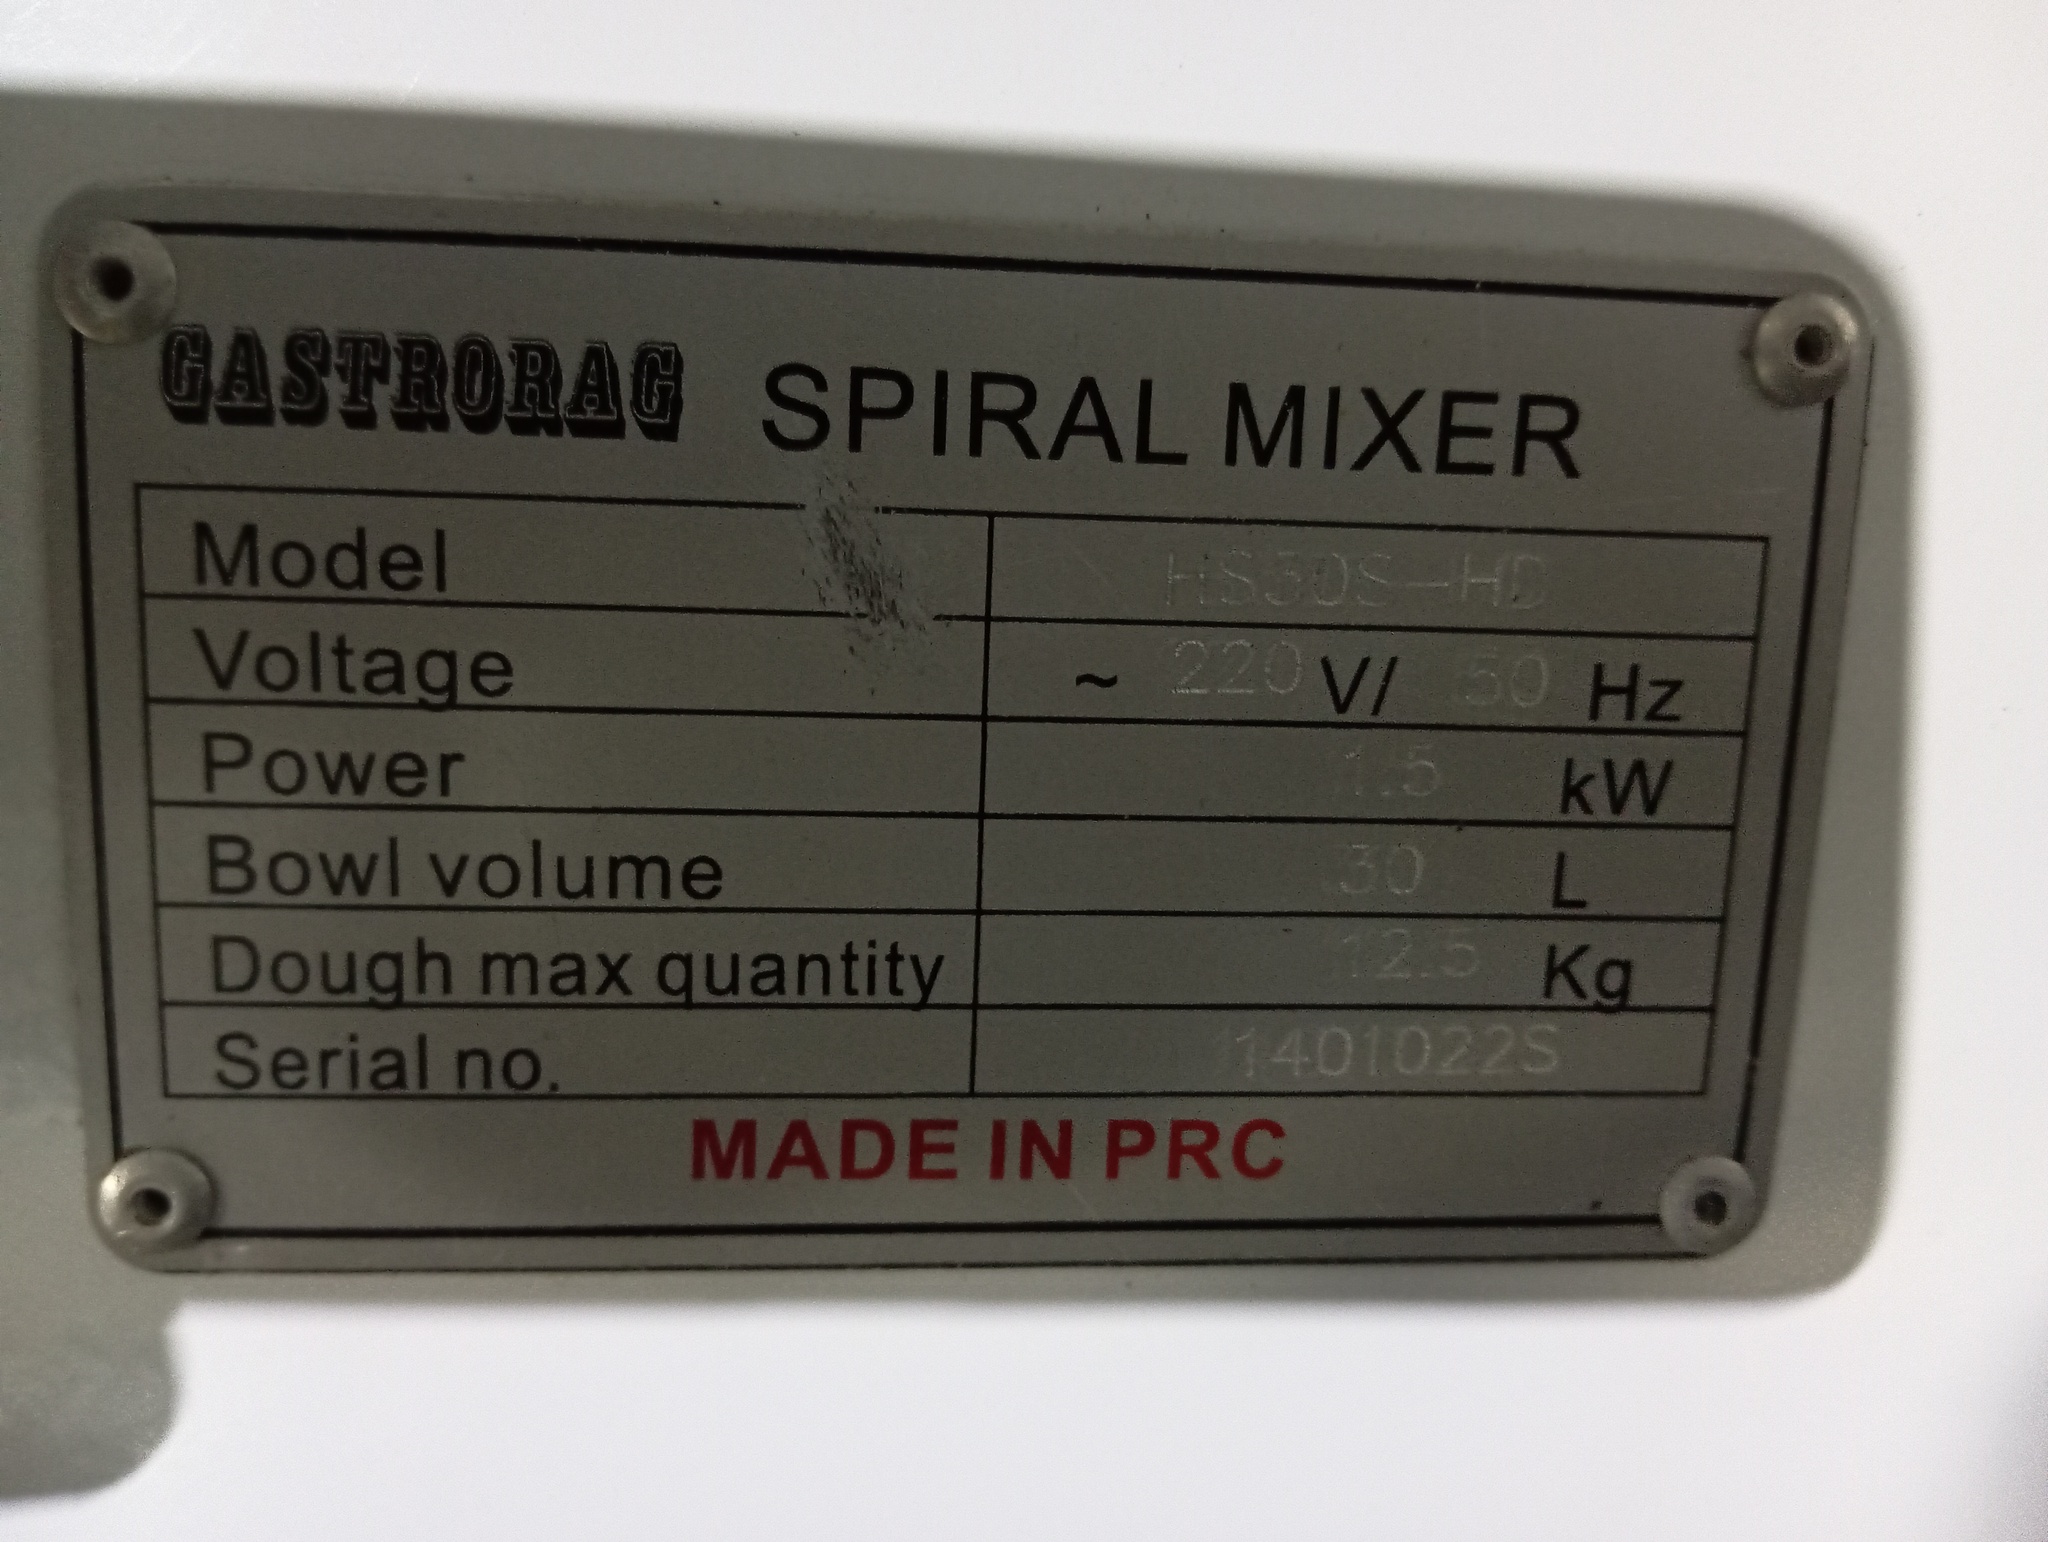 GASTRORAG SPIRAL MIXER
Model HS30S-HD
Voltage ~ 220 V/ 50 Hz
Power 1.5 kW
Bowl volume 30 L
Dough max quantity 12.5 Kg
Serial no. 1401022S
MADE IN PRC